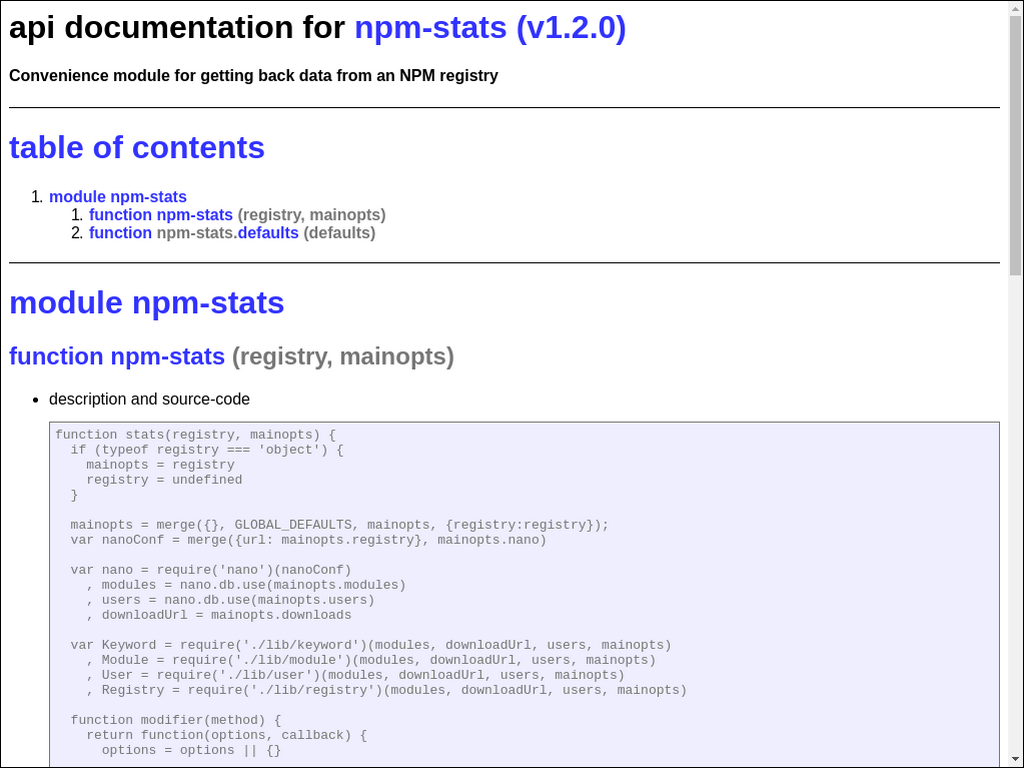 api documentation for npm-stats (v1.2.0)
Convenience module for getting back data from an NPM registry
table of contents
1. module npm-stats
1. function npm-stats (registry, mainopts)
2. function npm-stats.defaults (defaults)
module npm-stats
function npm-stats (registry, mainopts)
• description and source-code
function stats(registry, mainopts) {
  if (typeof registry === 'object') {
    mainopts = registry
    registry = undefined
  }
  mainopts = merge({}, GLOBAL_DEFAULTS, mainopts, {registry:registry});
  var nanoConf = merge({url: mainopts.registry}, mainopts.nano)
  var nano = require('nano')(nanoConf)
    , modules = nano.db.use(mainopts.modules)
    , users = nano.db.use(mainopts.users)
    , downloadUrl = mainopts.downloads
  var Keyword = require('./lib/keyword')(modules, downloadUrl, users, mainopts)
    , Module = require('./lib/module')(modules, downloadUrl, users, mainopts)
    , User = require('./lib/user')(modules, downloadUrl, users, mainopts)
    , Registry = require('./lib/registry')(modules, downloadUrl, users, mainopts)
  function modifier(method) {
    return function(options, callback) {
      options = options || {}